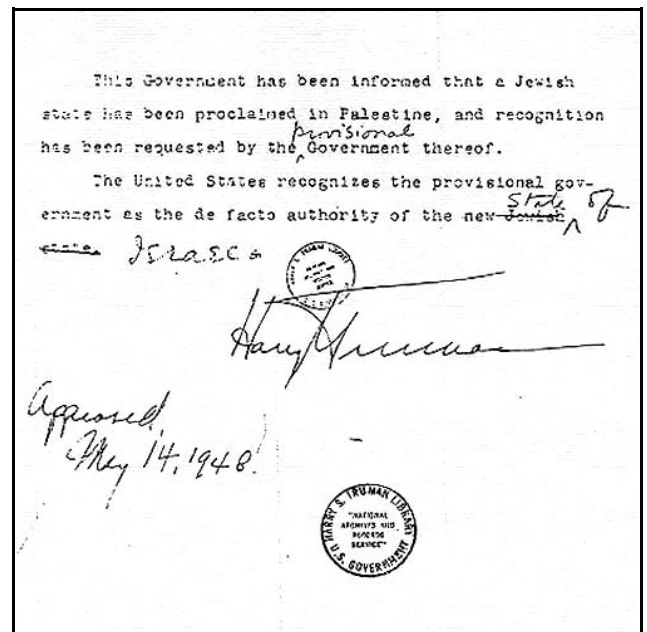 This Government has been informed that a Jewish
state has been proclaimed in Palestine, and recognition
provisional
has been requested by the Government thereof.
The United States recognizes the provisional gov-
State of
ernment as the de facto authority of the new Jewish
state. Israel.
Harry Truman
Approved,
May 14, 1948.
HARRY S. TRUMAN LIBRARY
"NATIONAL
ARCHIVES AND
RECORDS
SERVICE"
U.S. GOVERNMENT